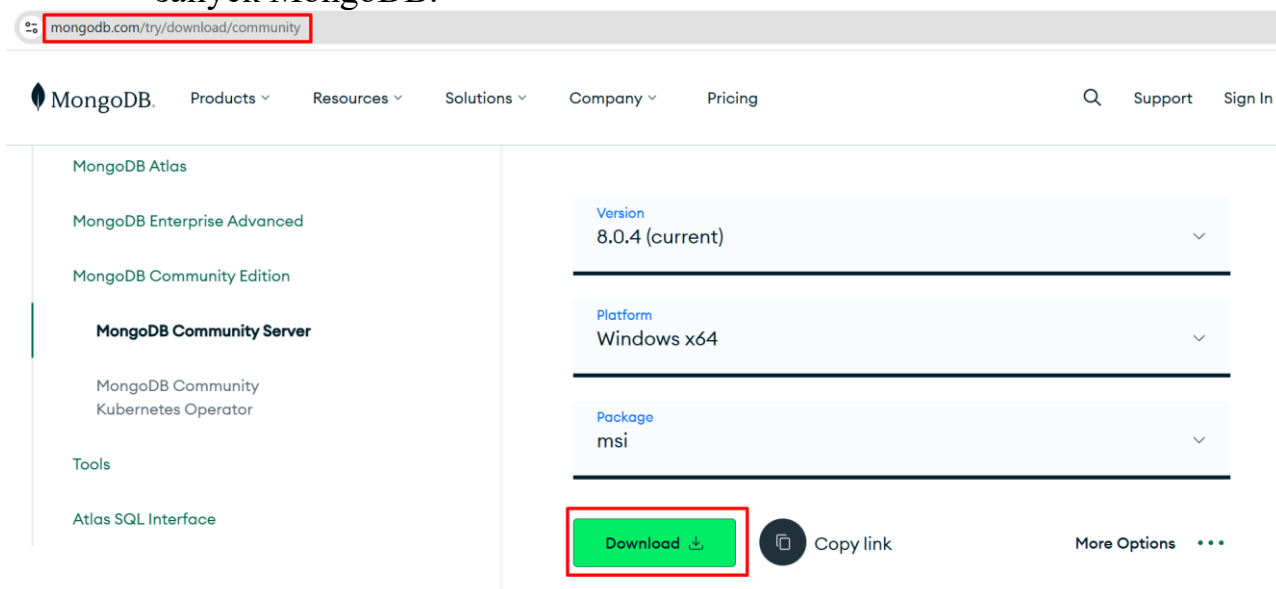 MongoDB.
mongodb.com/try/download/community
MongoDB. Products Resources Solutions Company Pricing Support Sign In
MongoDB Atlas
MongoDB Enterprise Advanced
MongoDB Community Edition
MongoDB Community Server
MongoDB Community
Kubernetes Operator
Tools
Atlas SQL Interface
Version
8.0.4 (current)
Platform
Windows x64
Package
msi
Download Copy link More Options